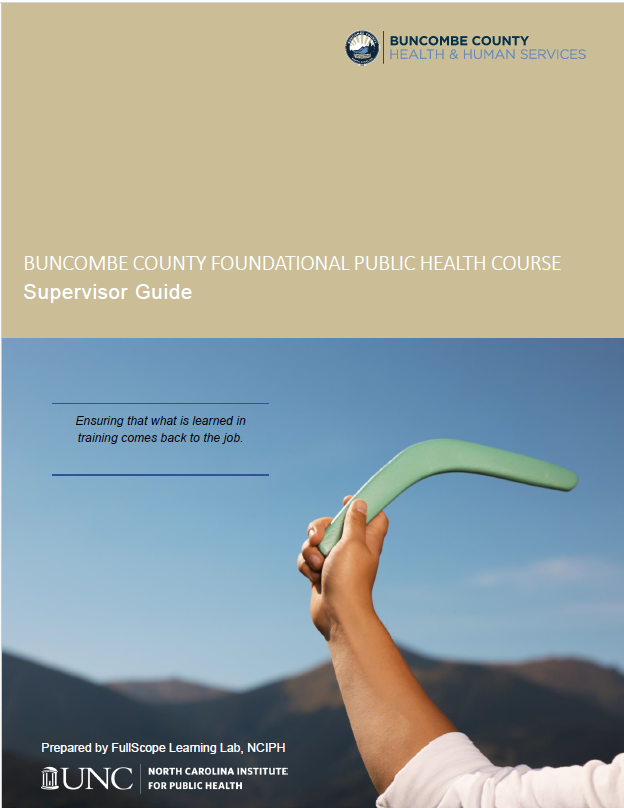 BUNCOMBE COUNTY
HEALTH & HUMAN SERVICES
BUNCOMBE COUNTY FOUNDATIONAL PUBLIC HEALTH COURSE
Supervisor Guide
Ensuring that what is learned in
training comes back to the job.
Prepared by FullScope Learning Lab, NCIPH
UNC
NORTH CAROLINA INSTITUTE
FOR PUBLIC HEALTH